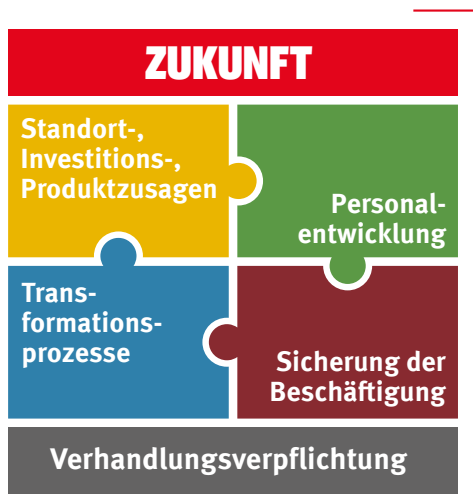 ZUKUNFT
Standort-,
Investitions-,
Produktzusagen
Personal-
entwicklung
Trans-
formations-
prozesse
Sicherung der
Beschäftigung
Verhandlungsverpflichtung